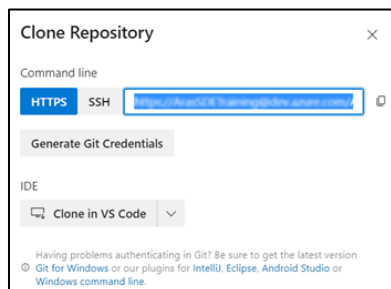 Clone Repository
Command line
HTTPS SSH https://ArasSDETraining@dev.azure.com/
Generate Git Credentials
IDE
Clone in VS Code
Having problems authenticating in Git? Be sure to get the latest version
Git for Windows or our plugins for IntelliJ, Eclipse, Android Studio or
Windows command line.